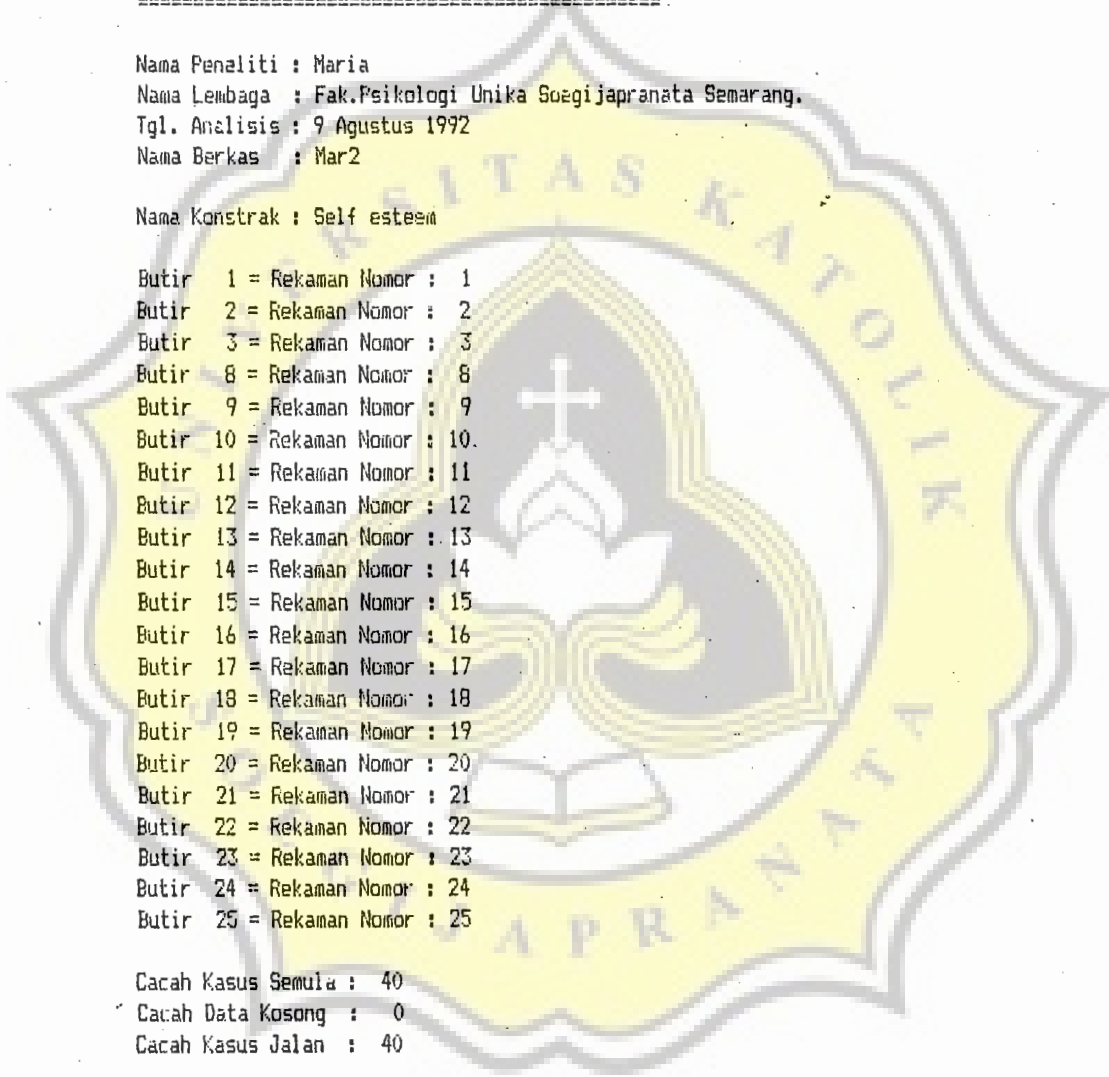 Nama Peneliti : Maria
Nama Lembaga : Fak.Psikologi Unika Soegijapranata Semarang.
Tgl. Analisis : 9 Agustus 1992
Nama Berkas : Mar2
Nama Konstrak : Self esteem
Butir 1 = Rekaman Nomor : 1
Butir 2 = Rekaman Nomor : 2
Butir 3 = Rekaman Nomor : 3
Butir 8 = Rekaman Nomor : 8
Butir 9 = Rekaman Nomor : 9
Butir 10 = Rekaman Nomor : 10.
Butir 11 = Rekaman Nomor : 11
Butir 12 = Rekaman Nomor : 12
Butir 13 = Rekaman Nomor : 13
Butir 14 = Rekaman Nomor : 14
Butir 15 = Rekaman Nomor : 15
Butir 16 = Rekaman Nomor : 16
Butir 17 = Rekaman Nomor : 17
Butir 18 = Rekaman Nomor : 18
Butir 19 = Rekaman Nomor : 19
Butir 20 = Rekaman Nomor : 20
Butir 21 = Rekaman Nomor : 21
Butir 22 = Rekaman Nomor : 22
Butir 23 = Rekaman Nomor : 23
Butir 24 = Rekaman Nomor : 24
Butir 25 = Rekaman Nomor : 25
Cacah Kasus Semula : 40
Cacah Data Kosong : 0
Cacah Kasus Jalan : 40
UNIVERSITAS KATOLIK
SOEGIJAPRANATA